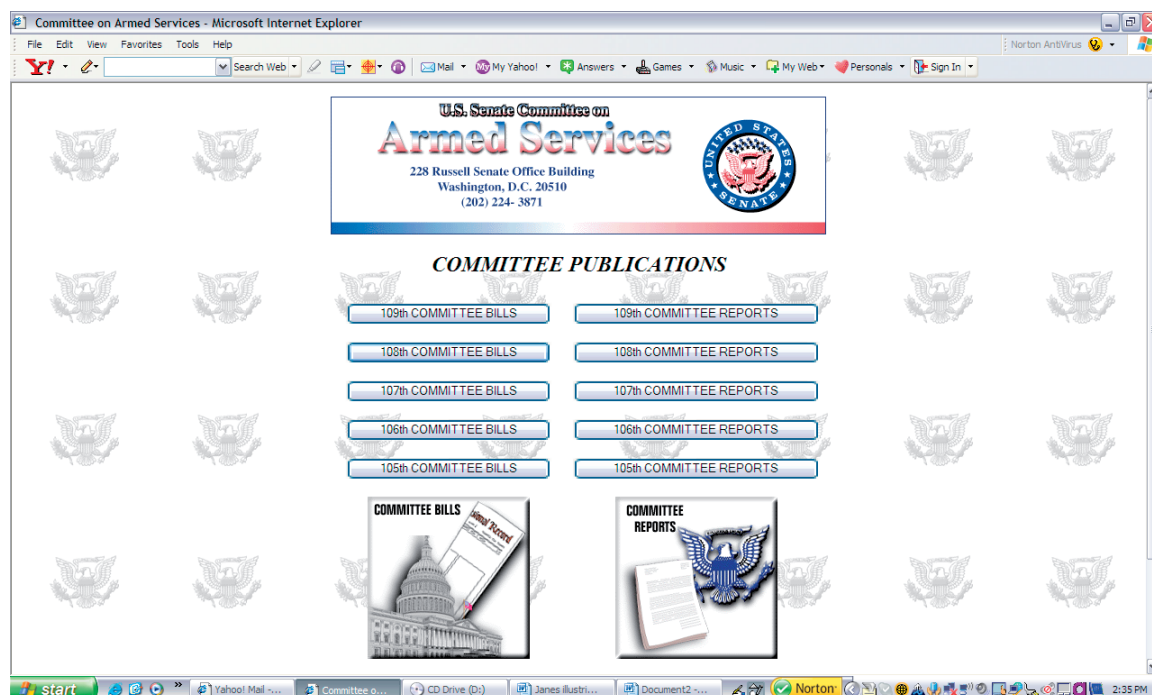 Committee on Armed Services - Microsoft Internet Explorer
File Edit View Favorites Tools Help
Norton AntiVirus
Y! Search Web Mail My Yahoo! Answers Games Music My Web Personals Sign In
U.S. Senate Committee on
Armed Services
228 Russell Senate Office Building
Washington, D.C. 20510
(202) 224- 3871
UNITED STATES SENATE
COMMITTEE PUBLICATIONS
109th COMMITTEE BILLS 109th COMMITTEE REPORTS
108th COMMITTEE BILLS 108th COMMITTEE REPORTS
107th COMMITTEE BILLS 107th COMMITTEE REPORTS
106th COMMITTEE BILLS 106th COMMITTEE REPORTS
105th COMMITTEE BILLS 105th COMMITTEE REPORTS
COMMITTEE BILLS
Record
COMMITTEE
REPORTS
start Yahoo! Mail -... Committee o... CD Drive (D:) Janes illustri... Document2 -... Norton 2:35 PM